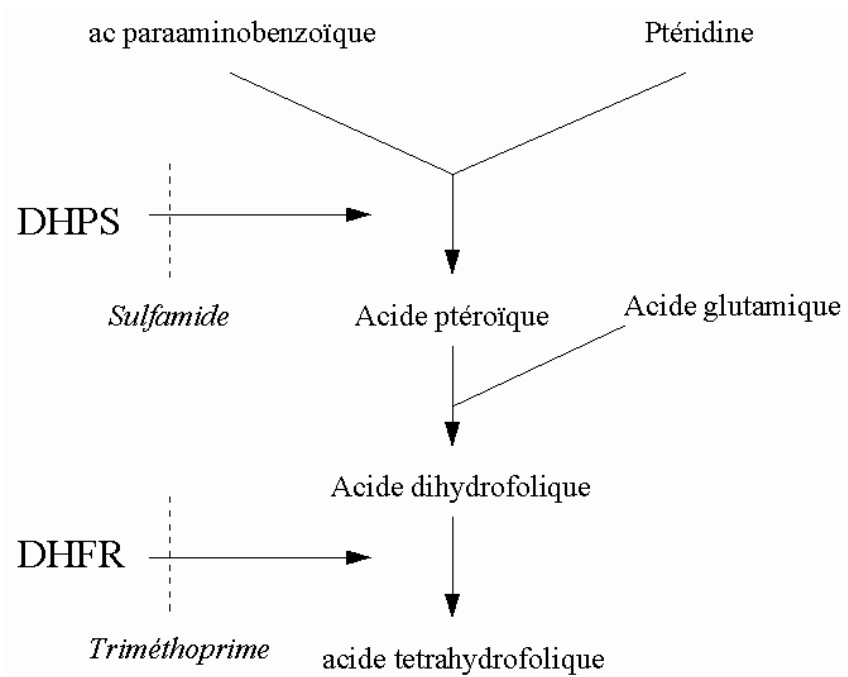 ac paraaminobenzoïque
Ptéridine
DHPS
Sulfamide
Acide ptéroïque
Acide glutamique
Acide dihydrofolique
DHFR
Triméthoprime
acide tetrahydrofolique